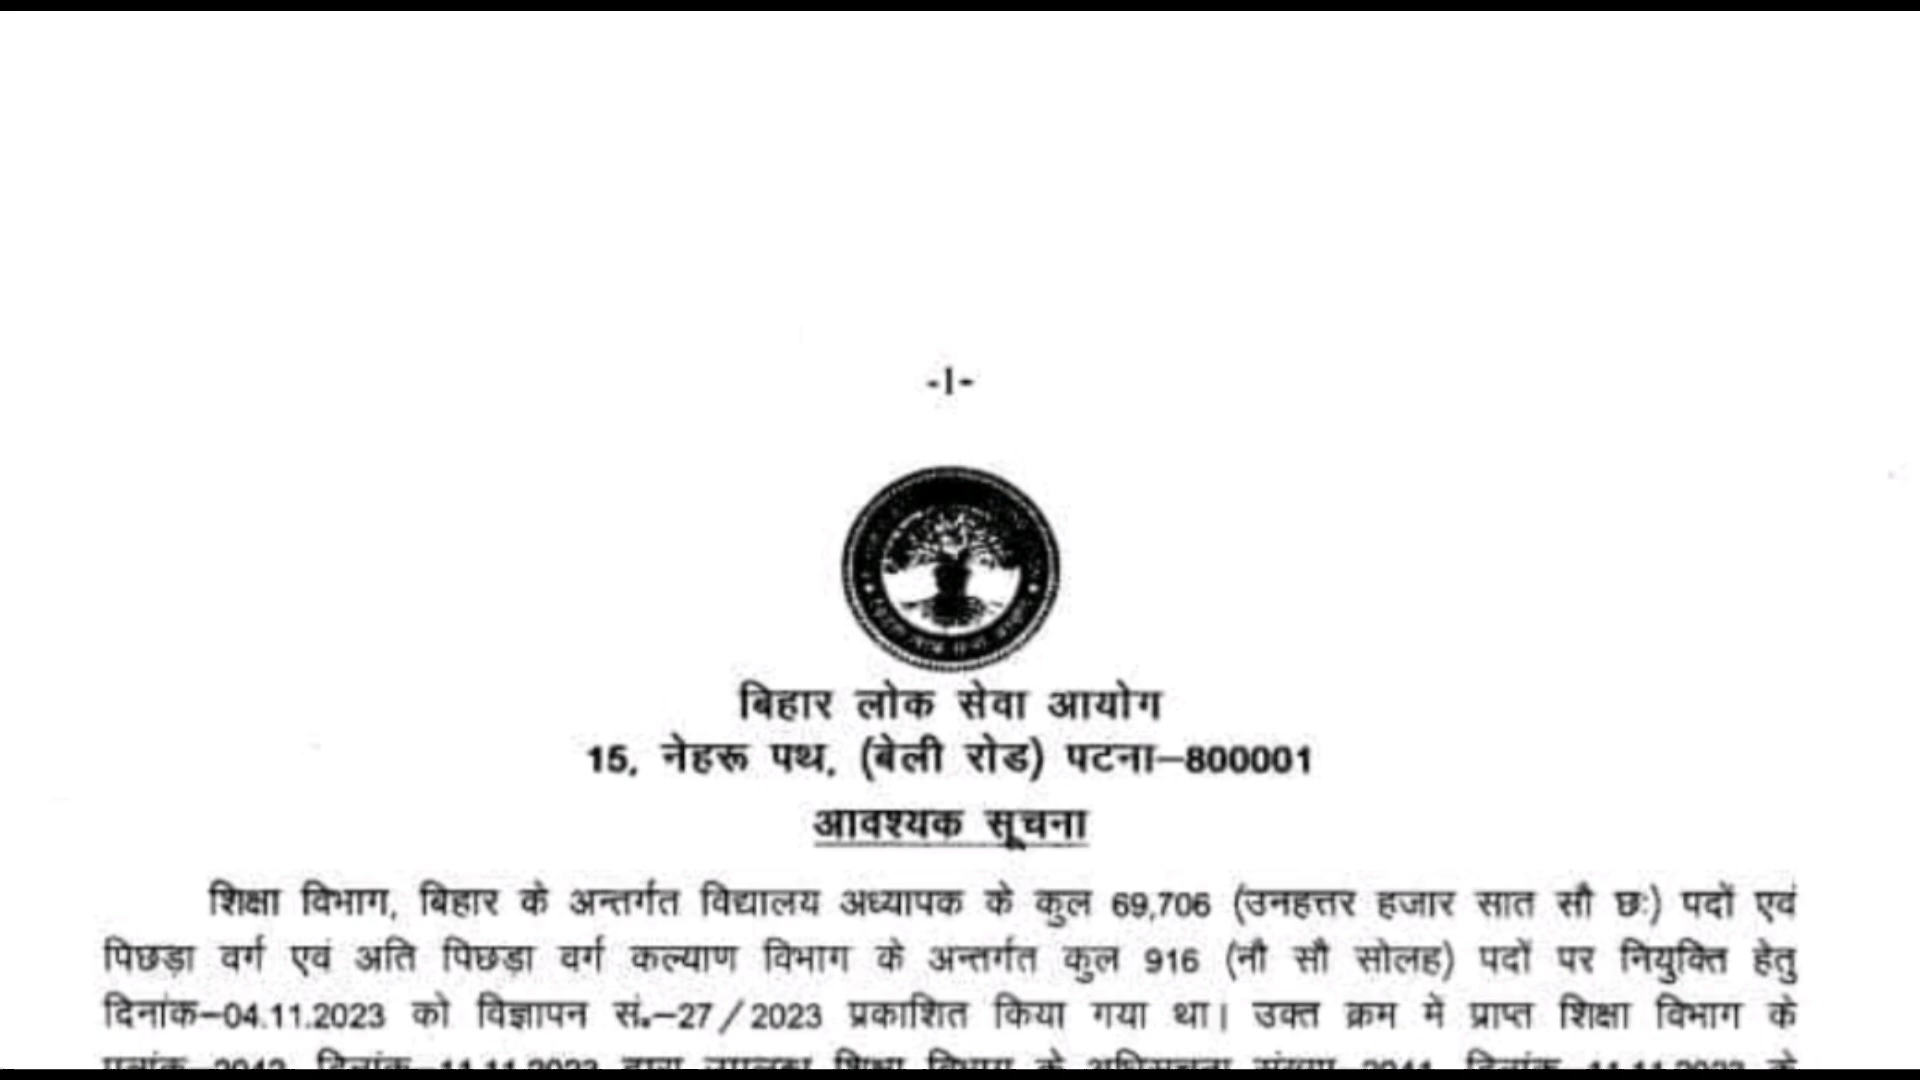 -1-
बिहार लोक सेवा आयोग
15, नेहरू पथ, (बेली रोड) पटना–800001
आवश्यक सूचना
शिक्षा विभाग, बिहार के अन्तर्गत विद्यालय अध्यापक के कुल 69,706 (उनहत्तर हजार सात सौ छः) पदों एवं
पिछड़ा वर्ग एवं अति पिछड़ा वर्ग कल्याण विभाग के अन्तर्गत कुल 916 (नौ सौ सोलह) पदों पर नियुक्ति हेतु
दिनांक–04.11.2023 को विज्ञापन सं.–27/2023 प्रकाशित किया गया था। उक्त क्रम में प्राप्त शिक्षा विभाग के